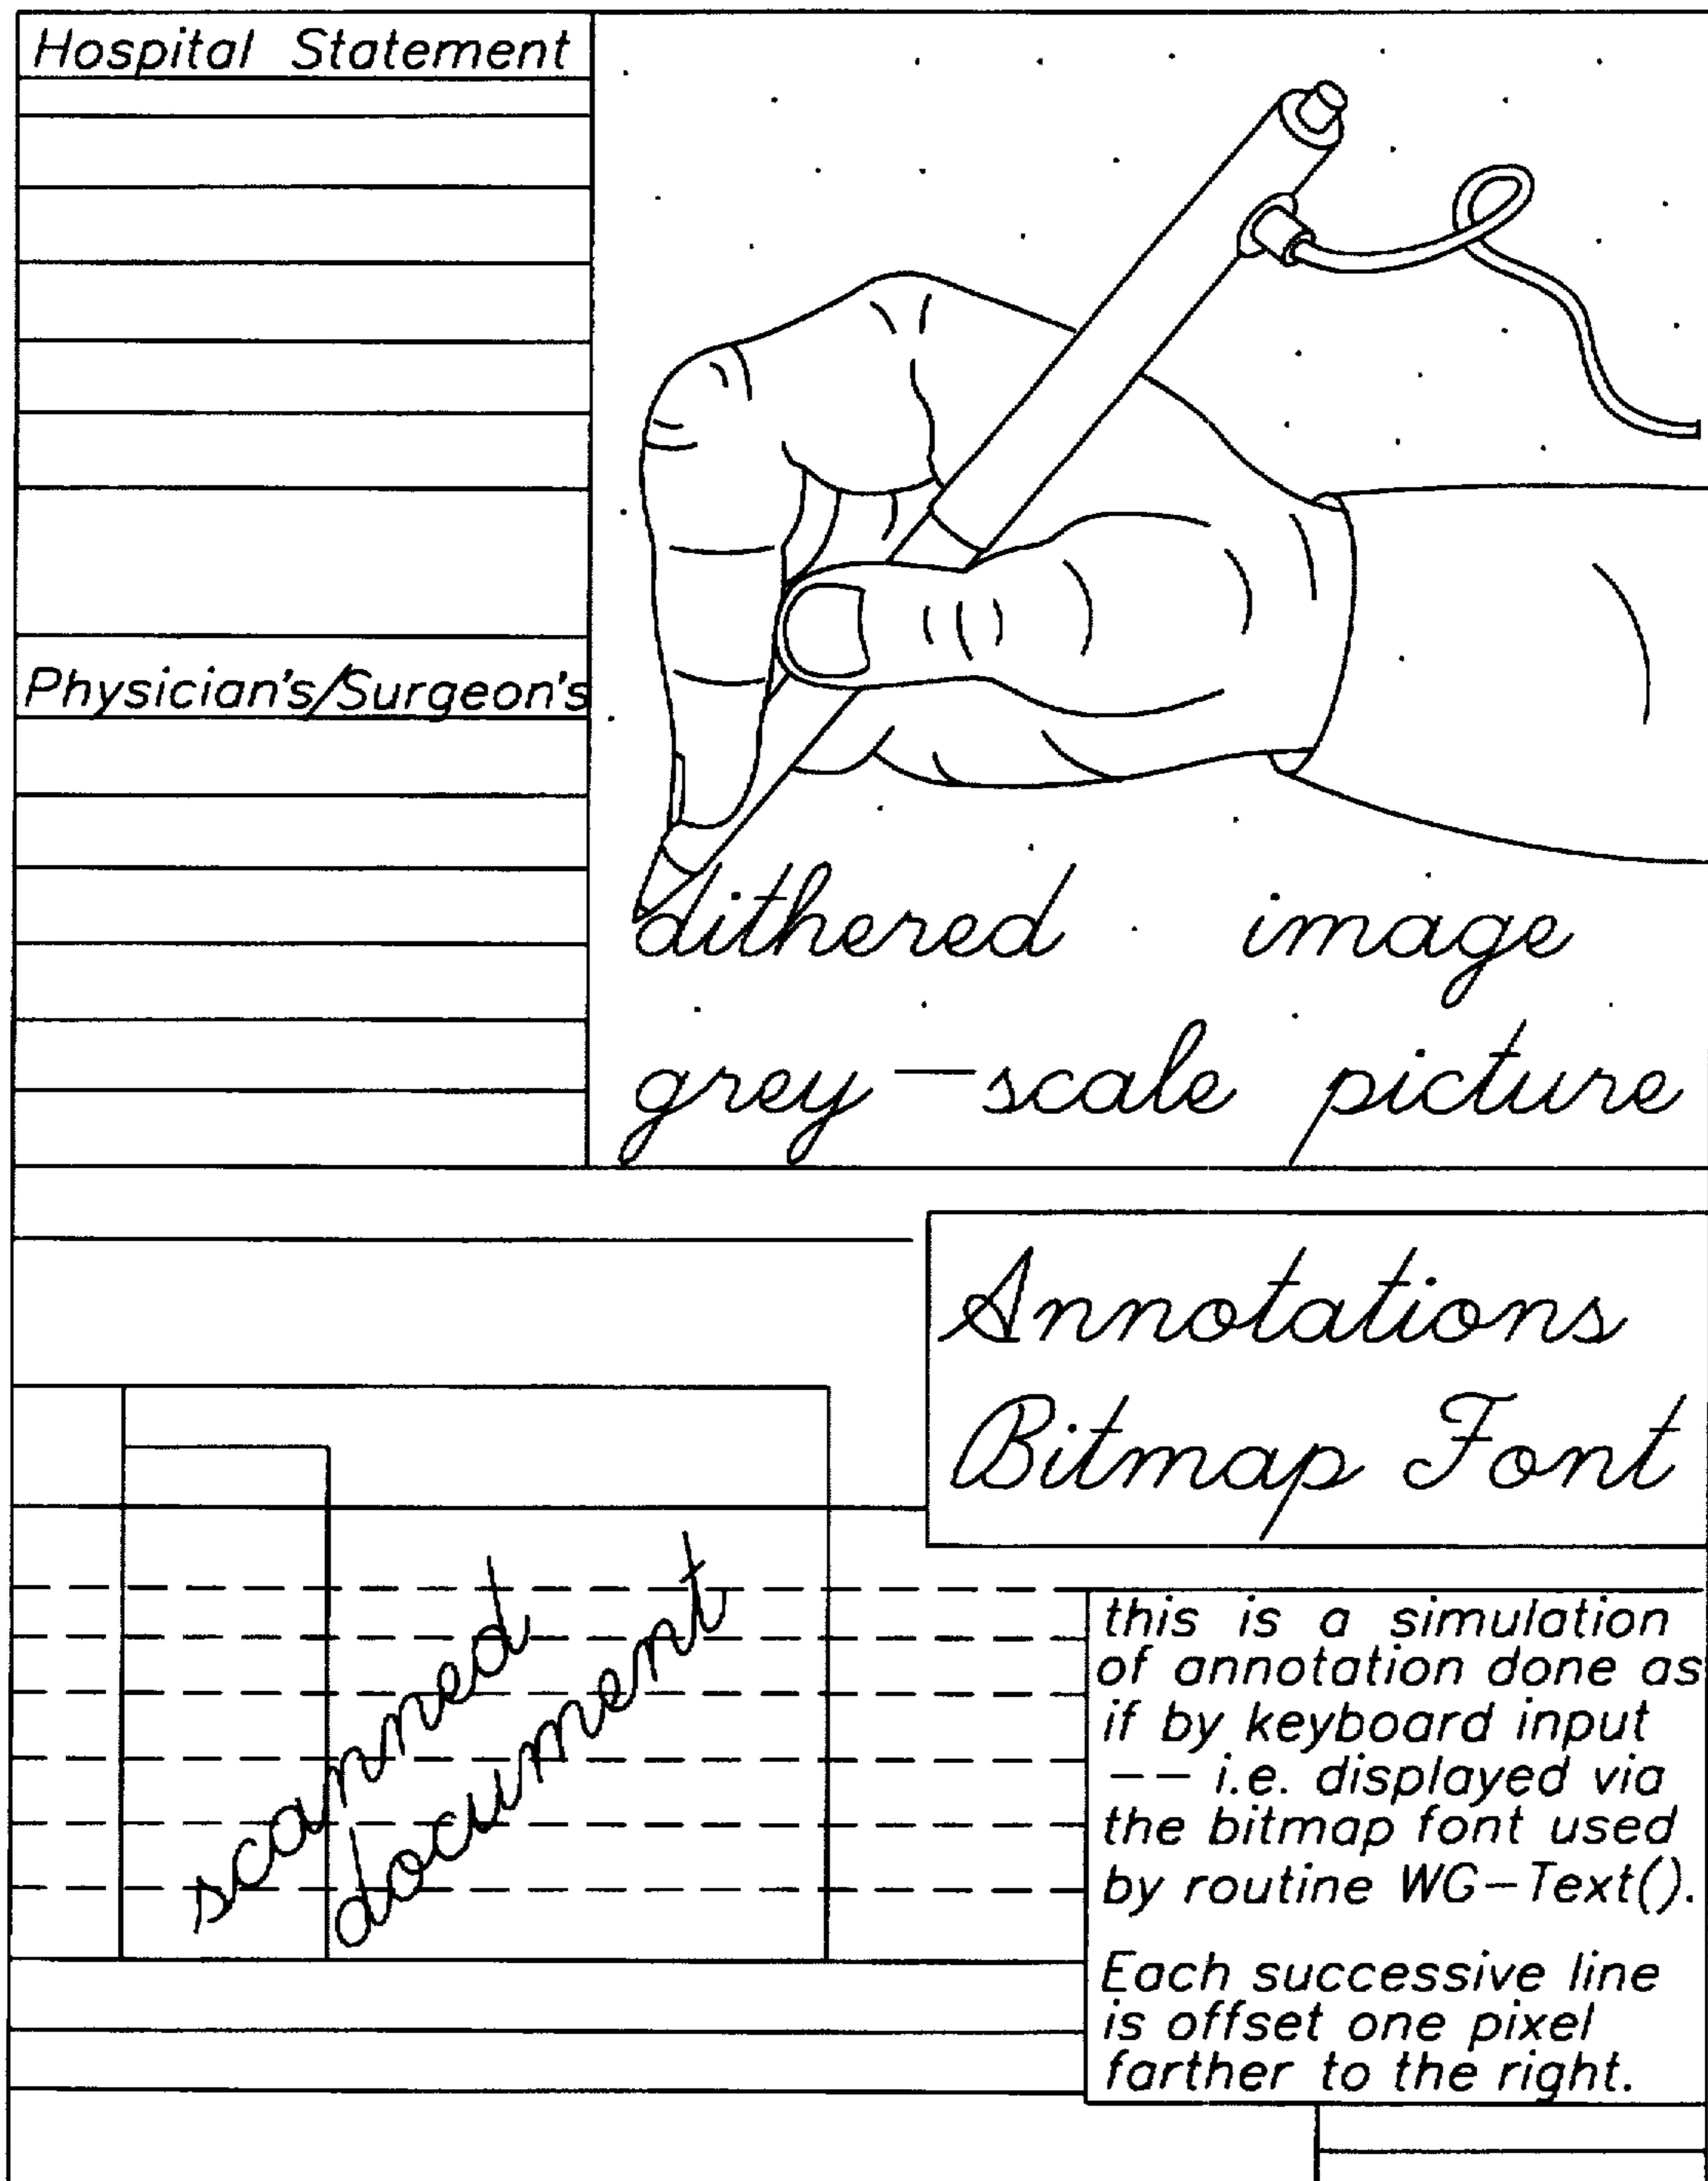 Hospital Statement
Physician's/Surgeon's
dithered image
grey-scale picture
Annotations
Bitmap Font
scanned
document
this is a simulation
of annotation done as
if by keyboard input
-- i.e. displayed via
the bitmap font used
by routine WG-Text().
Each successive line
is offset one pixel
farther to the right.